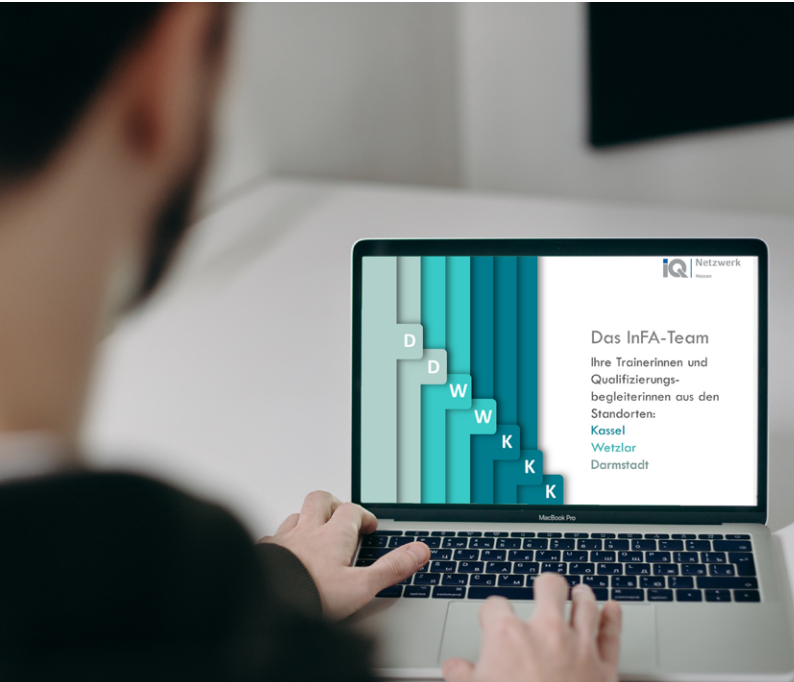 iQ Netzwerk
Hessen
D
D
W
W
K
K
K
Das InFA-Team
Ihre Trainerinnen und
Qualifizierungs-
begleiterinnen aus den
Standorten:
Kassel
Wetzlar
Darmstadt
MacBook Pro